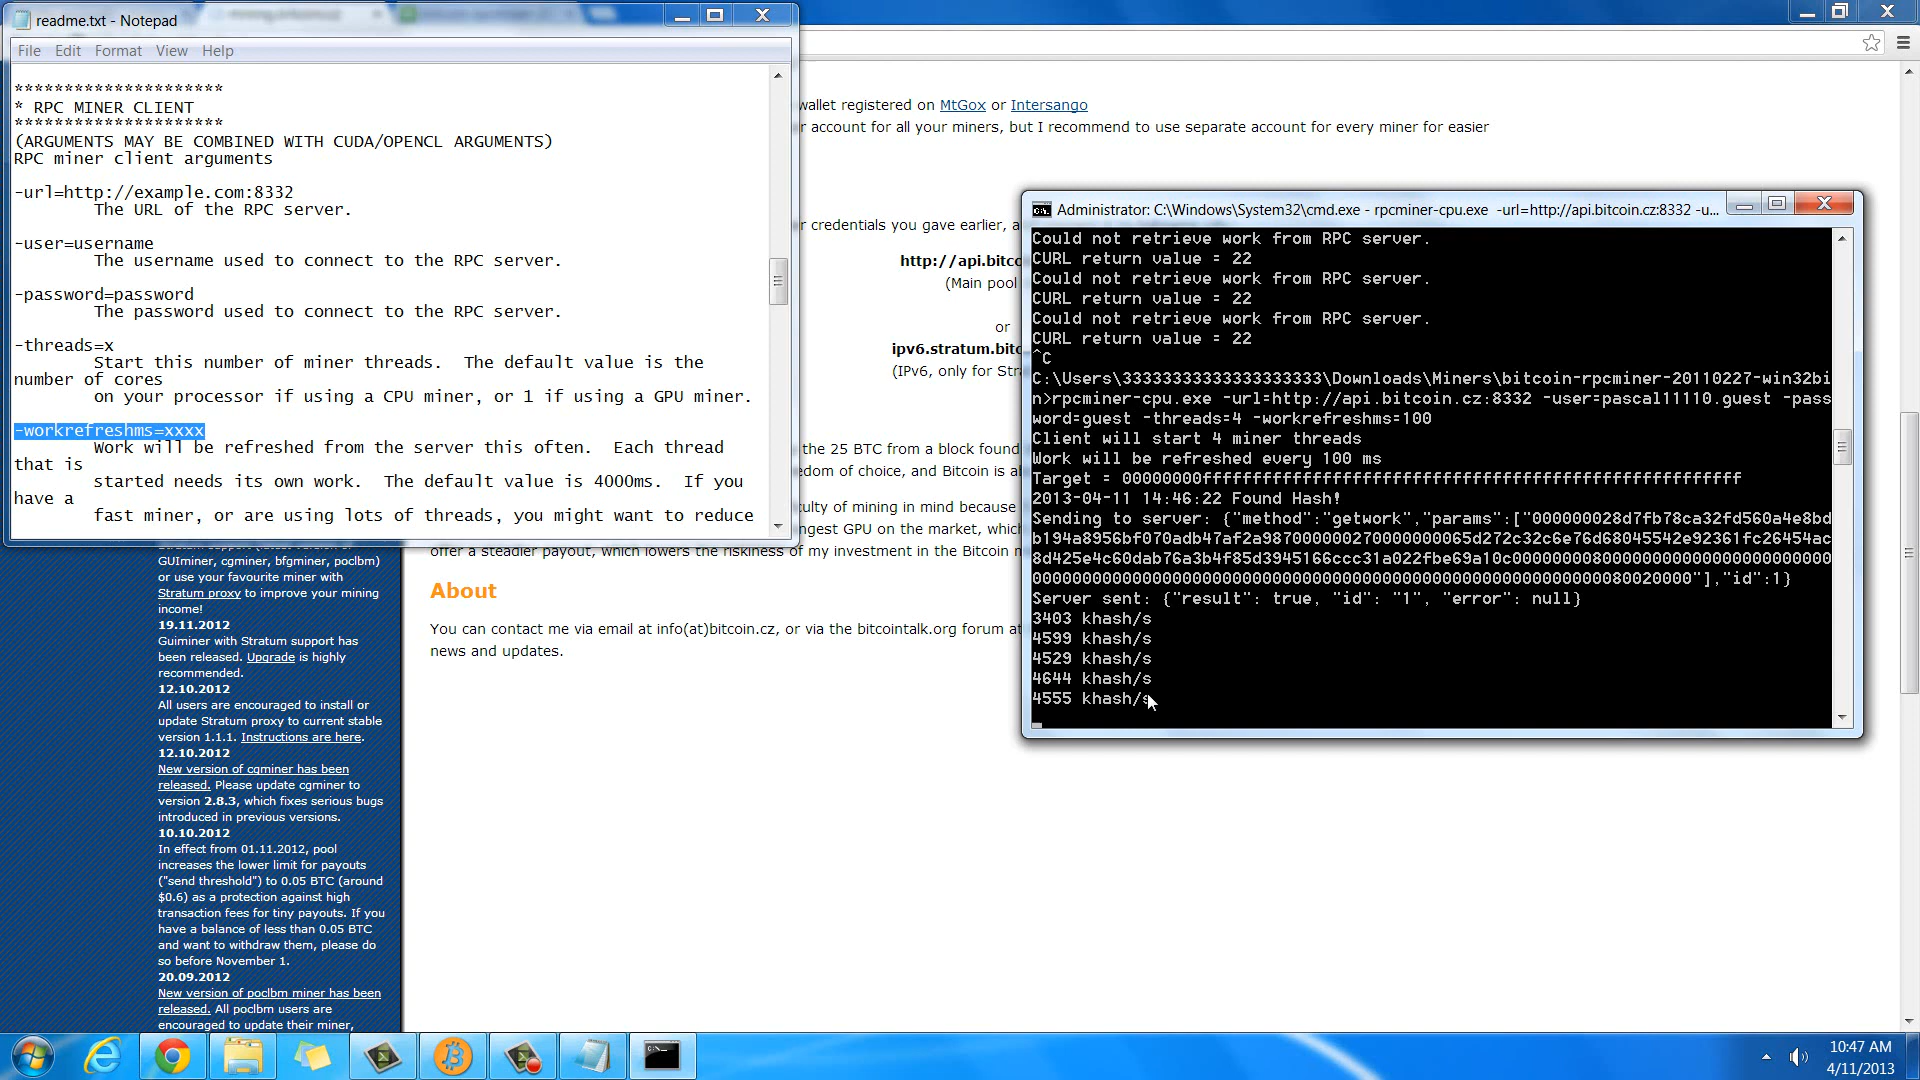 readme.txt - Notepad
File Edit Format View Help
*********************
* RPC MINER CLIENT
*********************
(ARGUMENTS MAY BE COMBINED WITH CUDA/OPENCL ARGUMENTS)
RPC miner client arguments
-url=http://example.com:8332
The URL of the RPC server.
-user=username
The username used to connect to the RPC server.
-password=password
The password used to connect to the RPC server.
-threads=x
Start this number of miner threads. The default value is the
number of cores
on your processor if using a CPU miner, or 1 if using a GPU miner.
-workrefreshms=xxxx
Work will be refreshed from the server this often. Each thread
that is
started needs its own work. The default value is 4000ms. If you
have a
fast miner, or are using lots of threads, you might want to reduce
wallet registered on MtGox or Intersango
r account for all your miners, but I recommend to use separate account for every miner for easier
r credentials you gave earlier, a
http://api.bitco
(Main pool
or
ipv6.stratum.bitc
(IPv6, only for Stra
the 25 BTC from a block foun
edom of choice, and Bitcoin is a
culty of mining in mind because
ngest GPU on the market, whic
offer a steadier payout, which lowers the riskiness of my investment in the Bitcoin
About
You can contact me via email at info(at)bitcoin.cz, or via the bitcointalk.org forum at
news and updates.
Administrator: C:\Windows\System32\cmd.exe - rpcminer-cpu.exe -url=http://api.bitcoin.cz:8332 -u...
Could not retrieve work from RPC server.
CURL return value = 22
Could not retrieve work from RPC server.
CURL return value = 22
Could not retrieve work from RPC server.
CURL return value = 22
^C
C:\Users\33333333333333333333\Downloads\Miners\bitcoin-rpcminer-20110227-win32bi
n>rpcminer-cpu.exe -url=http://api.bitcoin.cz:8332 -user=pascal11110.guest -pass
word=guest -threads=4 -workrefreshms=100
Client will start 4 miner threads
Work will be refreshed every 100 ms
Target = 00000000ffffffffffffffffffffffffffffffffffffffffffffffffffffffff
2013-04-11 14:46:22 Found Hash!
Sending to server: {"method":"getwork","params":["000000028d7fb78ca32fd560a4e8bd
b194a8956bf070adb47af2a98700000270000000065d272c32c6e76d68045542e92361fc26454ac
8d425e4c60dab76a3b4f85d3945166ccc31a022fbe69a10c00000000800000000000000000000000
000000000000000000000000000000000000000000000000000000000080020000"],"id":1}
Server sent: {"result": true, "id": "1", "error": null}
3403 khash/s
4599 khash/s
4529 khash/s
4644 khash/s
4555 khash/s
GUIminer, cgminer, bfgminer, poclbm)
or use your favourite miner with
Stratum proxy to improve your mining
income!
19.11.2012
Guiminer with Stratum support has
been released. Upgrade is highly
recommended.
12.10.2012
All users are encouraged to install or
update Stratum proxy to current stable
version 1.1.1. Instructions are here.
12.10.2012
New version of cgminer has been
released. Please update cgminer to
version 2.8.3, which fixes serious bugs
introduced in previous versions.
10.10.2012
In effect from 01.11.2012, pool
increases the lower limit for payouts
("send threshold") to 0.05 BTC (around
$0.6) as a protection against high
transaction fees for tiny payouts. If you
have a balance of less than 0.05 BTC
and want to withdraw them, please do
so before November 1.
20.09.2012
New version of poclbm miner has been
released. All poclbm users are
encouraged to update their miner,
10:47 AM
4/11/2013